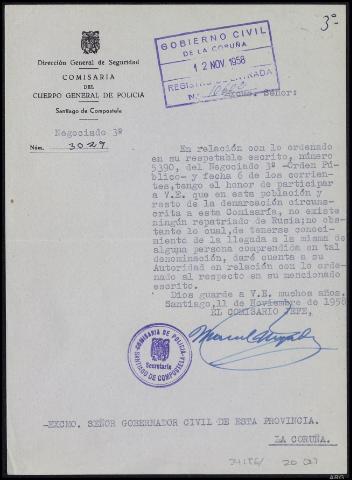 3º
GOBIERNO CIVIL
DE LA CORUÑA
12 NOV 1958
REGISTRO DE ENTRADA
Nº
Dirección General de Seguridad
COMISARIA
DEL
CUERPO GENERAL DE POLICIA
Santiago de Compostela
Negociado 3º
Núm. 3027
Excmo. Señor:
En relación con lo ordenado
en su respetable escrito, número
5390, del Negociado 3º -Orden Pú-
blico- y fecha 6 de los corrien-
tes, tengo el honor de participar
a V.E. que en esta población y
resto de la demarcación circuns-
crita a esta Comisaría, no existe
ningún repatriado de Rusia; no obs-
tante lo cual, de tenerse conoci-
miento de la llegada a la misma de
alguna persona comprendida en tal
denominación, daré cuenta a su
Autoridad en relación con lo orde-
nado al respecto en su mencionado
escrito.
Dios guarde a V.E. muchos años.
Santiago, 11 de Noviembre de 1958
EL COMISARIO JEFE,
COMISARIA DE POLICIA
Secretaria
SANTIAGO DE COMPOSTELA
-EXCMO. SEÑOR GOBERNADOR CIVIL DE ESTA PROVINCIA.
LA CORUÑA.